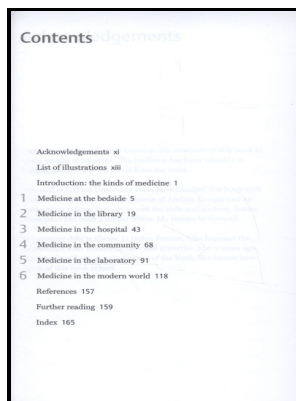 Contents
Acknowledgements xi
List of illustrations xiii
Introduction: the kinds of medicine 1
1 Medicine at the bedside 5
2 Medicine in the library 19
3 Medicine in the hospital 43
4 Medicine in the community 68
5 Medicine in the laboratory 91
6 Medicine in the modern world 118
References 157
Further reading 159
Index 165